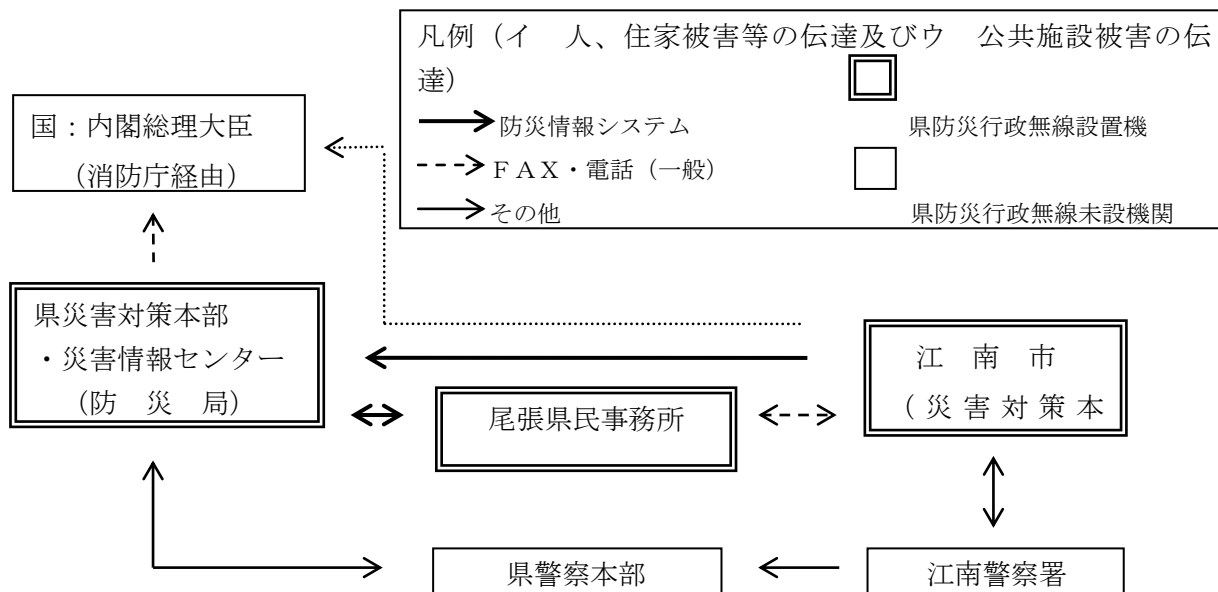 凡例（イ　人、住家被害等の伝達及びウ　公共施設被害の伝
達）
防災情報システム
県防災行政無線設置機
ＦＡＸ・電話（一般）
その他
県防災行政無線未設機関
国：内閣総理大臣
（消防庁経由）
県災害対策本部
・災害情報センター
（防　災　局）
尾張県民事務所
江　南　市
（災害対策本
県警察本部
江南警察署